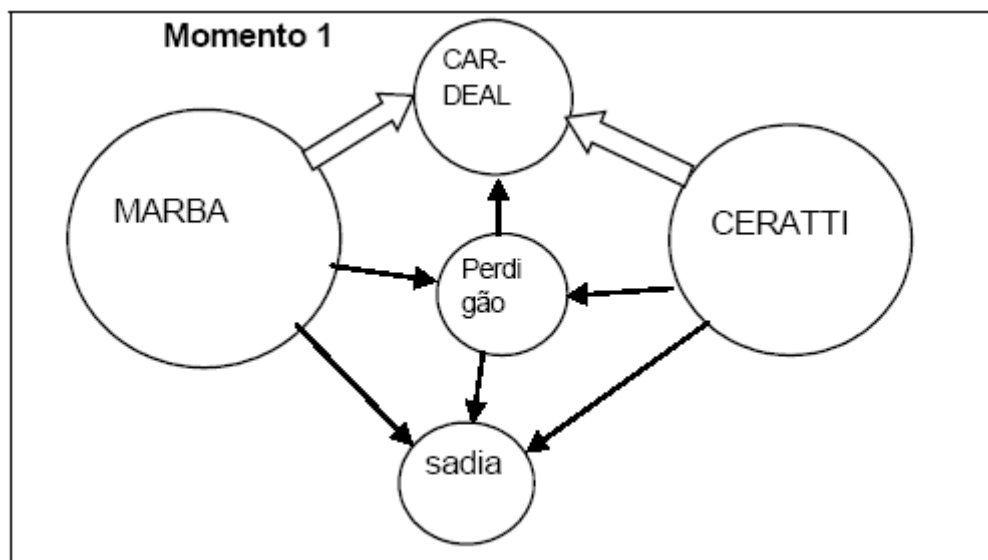 Momento 1
CAR-
DEAL
MARBA
CERATTI
Perdi
gão
sadia